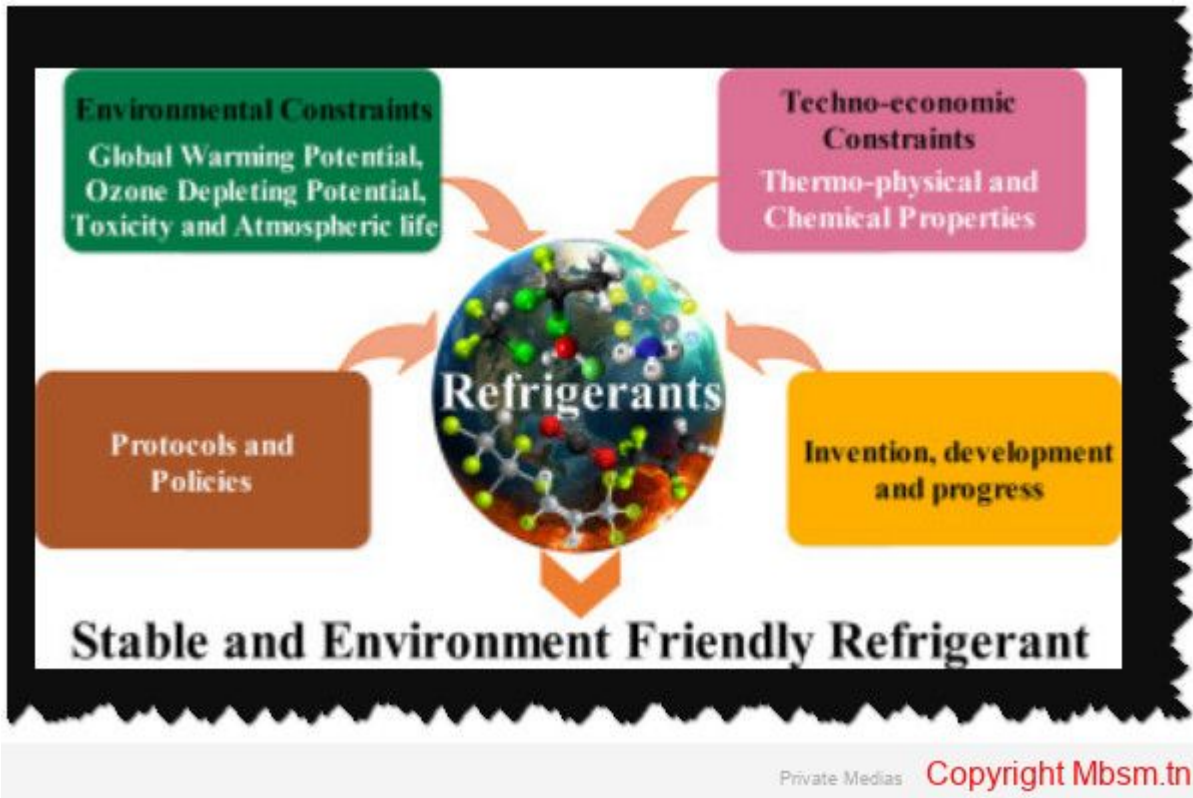 Environmental Constraints
Global Warming Potential,
Ozone Depleting Potential,
Toxicity and Atmospheric life
Techno-economic
Constraints
Thermo-physical and
Chemical Properties
Refrigerants
Protocols and
Policies
Invention, development
and progress
Stable and Environment Friendly Refrigerant
Private Medias
Copyright Mbsm.tn